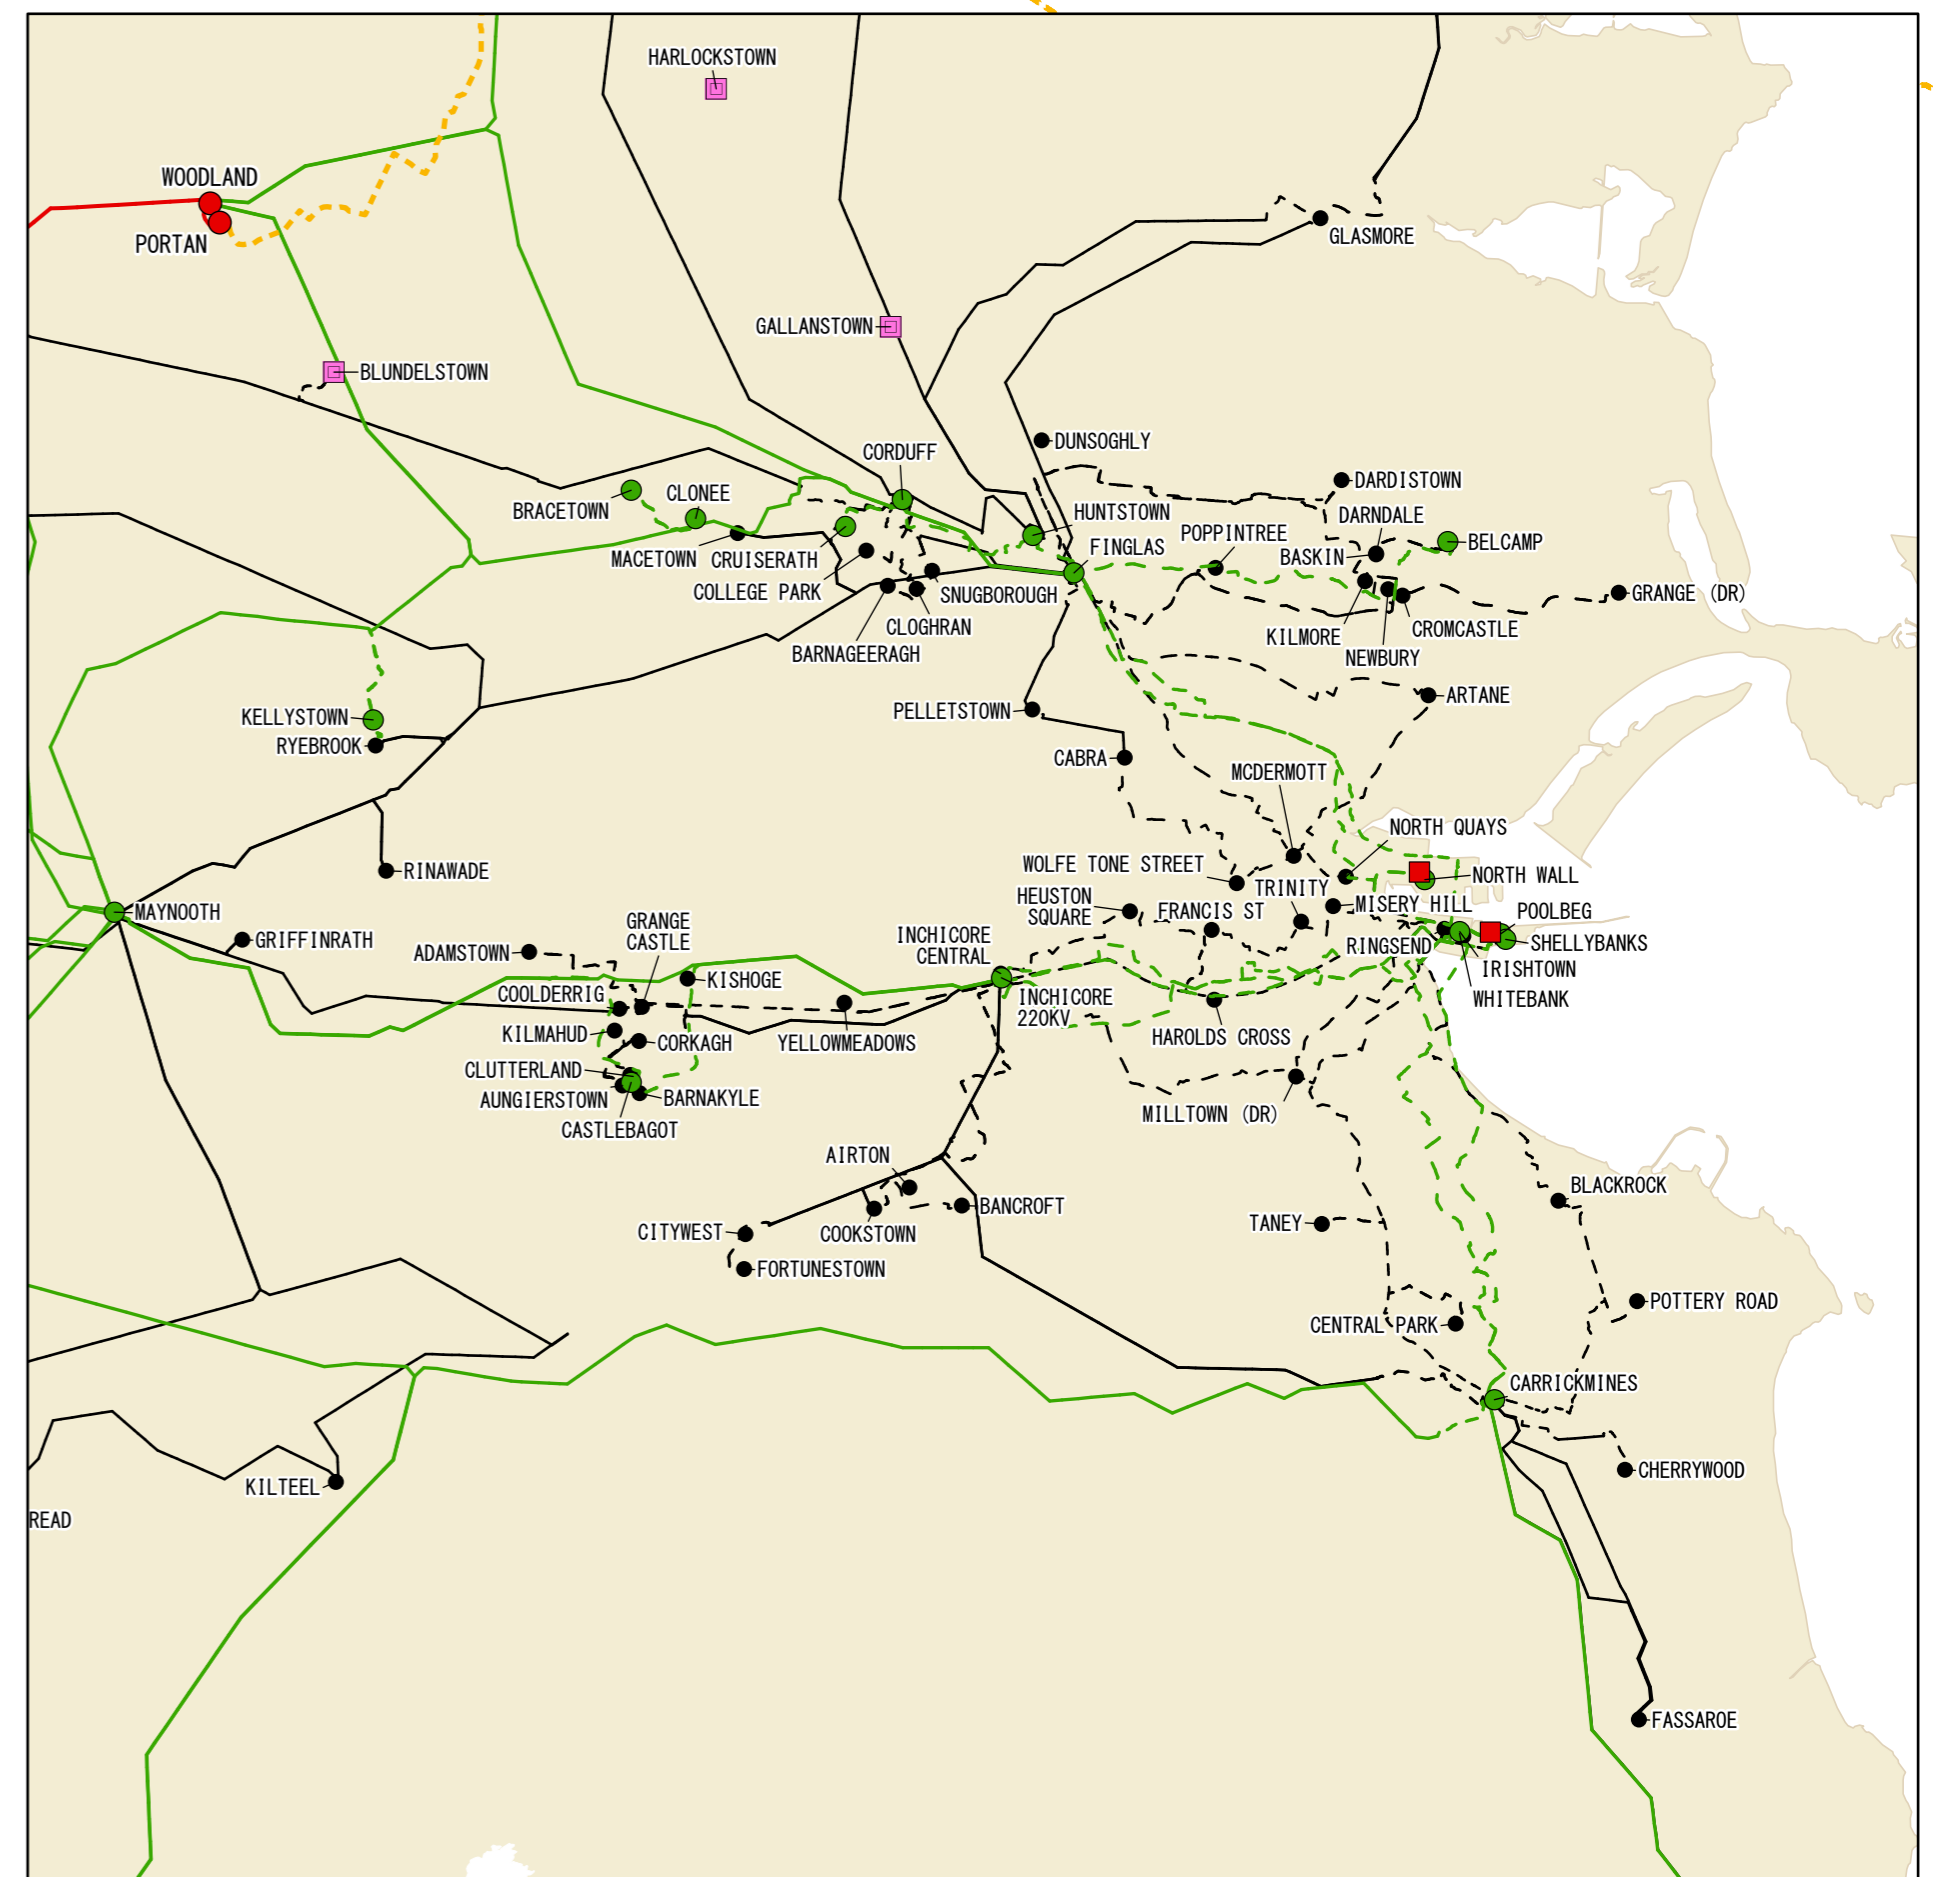 HARLOCKSTOWN
WOODLAND
PORTAN
GLASMORE
GALLANSTOWN
BLUNDELSTOWN
DUNSOGHLY
CORDUFF
DARDISTOWN
CLONEE
BRACETOWN
HUNTSTOWN
DARNDALE
POPPINTREE
BELCAMP
FINGLAS
BASKIN
MACETOWN
CRUISERATH
COLLEGE PARK
SNUGBOROUGH
GRANGE (DR)
CLOGHRAN
CROMCASTLE
KILMORE
BARNAGEERAGH
NEWBURY
ARTANE
KELLYSTOWN
PELLETSTOWN
RYEBROOK
CABRA
MCDERMOTT
NORTH QUAYS
WOLFE TONE STREET
RINAWADE
NORTH WALL
TRINITY
HEUSTON
SQUARE
FRANCIS ST
MISERY HILL
POOLBEG
MAYNOOTH
GRANGE
CASTLE
GRIFFINRATH
ADAMSTOWN
INCHICORE
CENTRAL
RINGSEND
SHELLYBANKS
IRISHTOWN
KISHOGE
COOLDERRIG
WHITEBANK
INCHICORE
220KV
KILMAHUD
CORKAGH
YELLOWMEADOWS
HAROLDS CROSS
CLUTTERLAND
AUNGIERSTOWN
BARNAKYLE
CASTLEBAGOT
MILLTOWN (DR)
AIRTON
BLACKROCK
BANCROFT
CITYWEST
COOKSTOWN
TANEY
FORTUNESTOWN
POTTERY ROAD
CENTRAL PARK
CARRICKMINES
CHERRYWOOD
KILTEEL
READ
FASSAROE